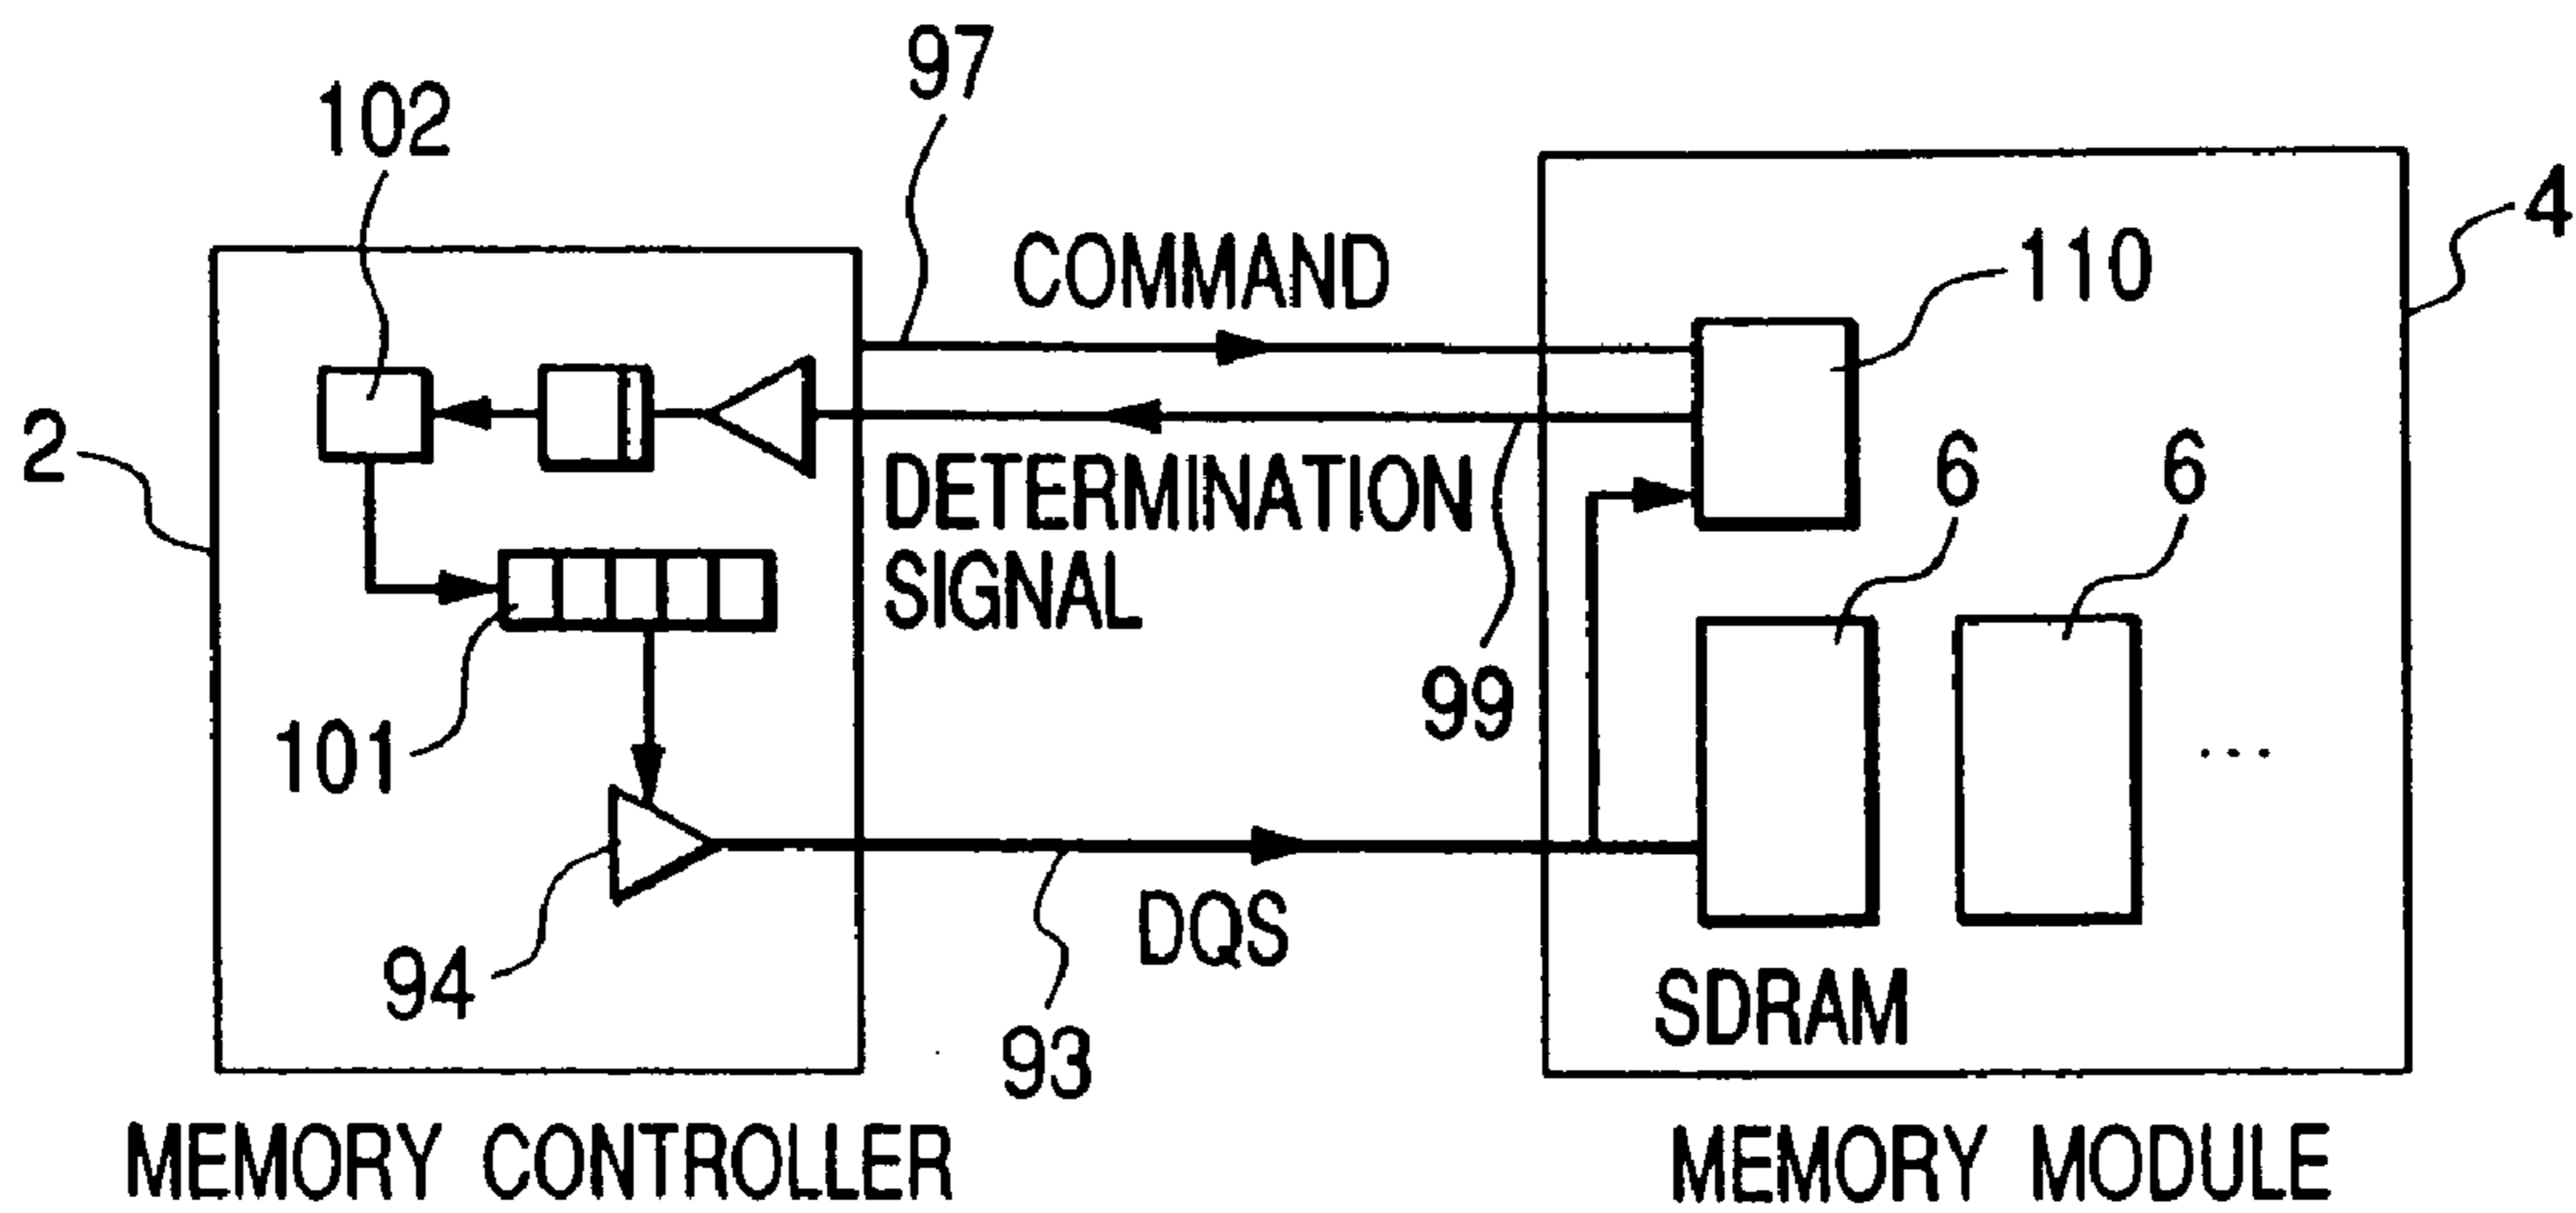 97
102
COMMAND
110
4
2
DETERMINATION
SIGNAL
6
6
99
101
94
DQS
93
SDRAM
...
MEMORY CONTROLLER
MEMORY MODULE